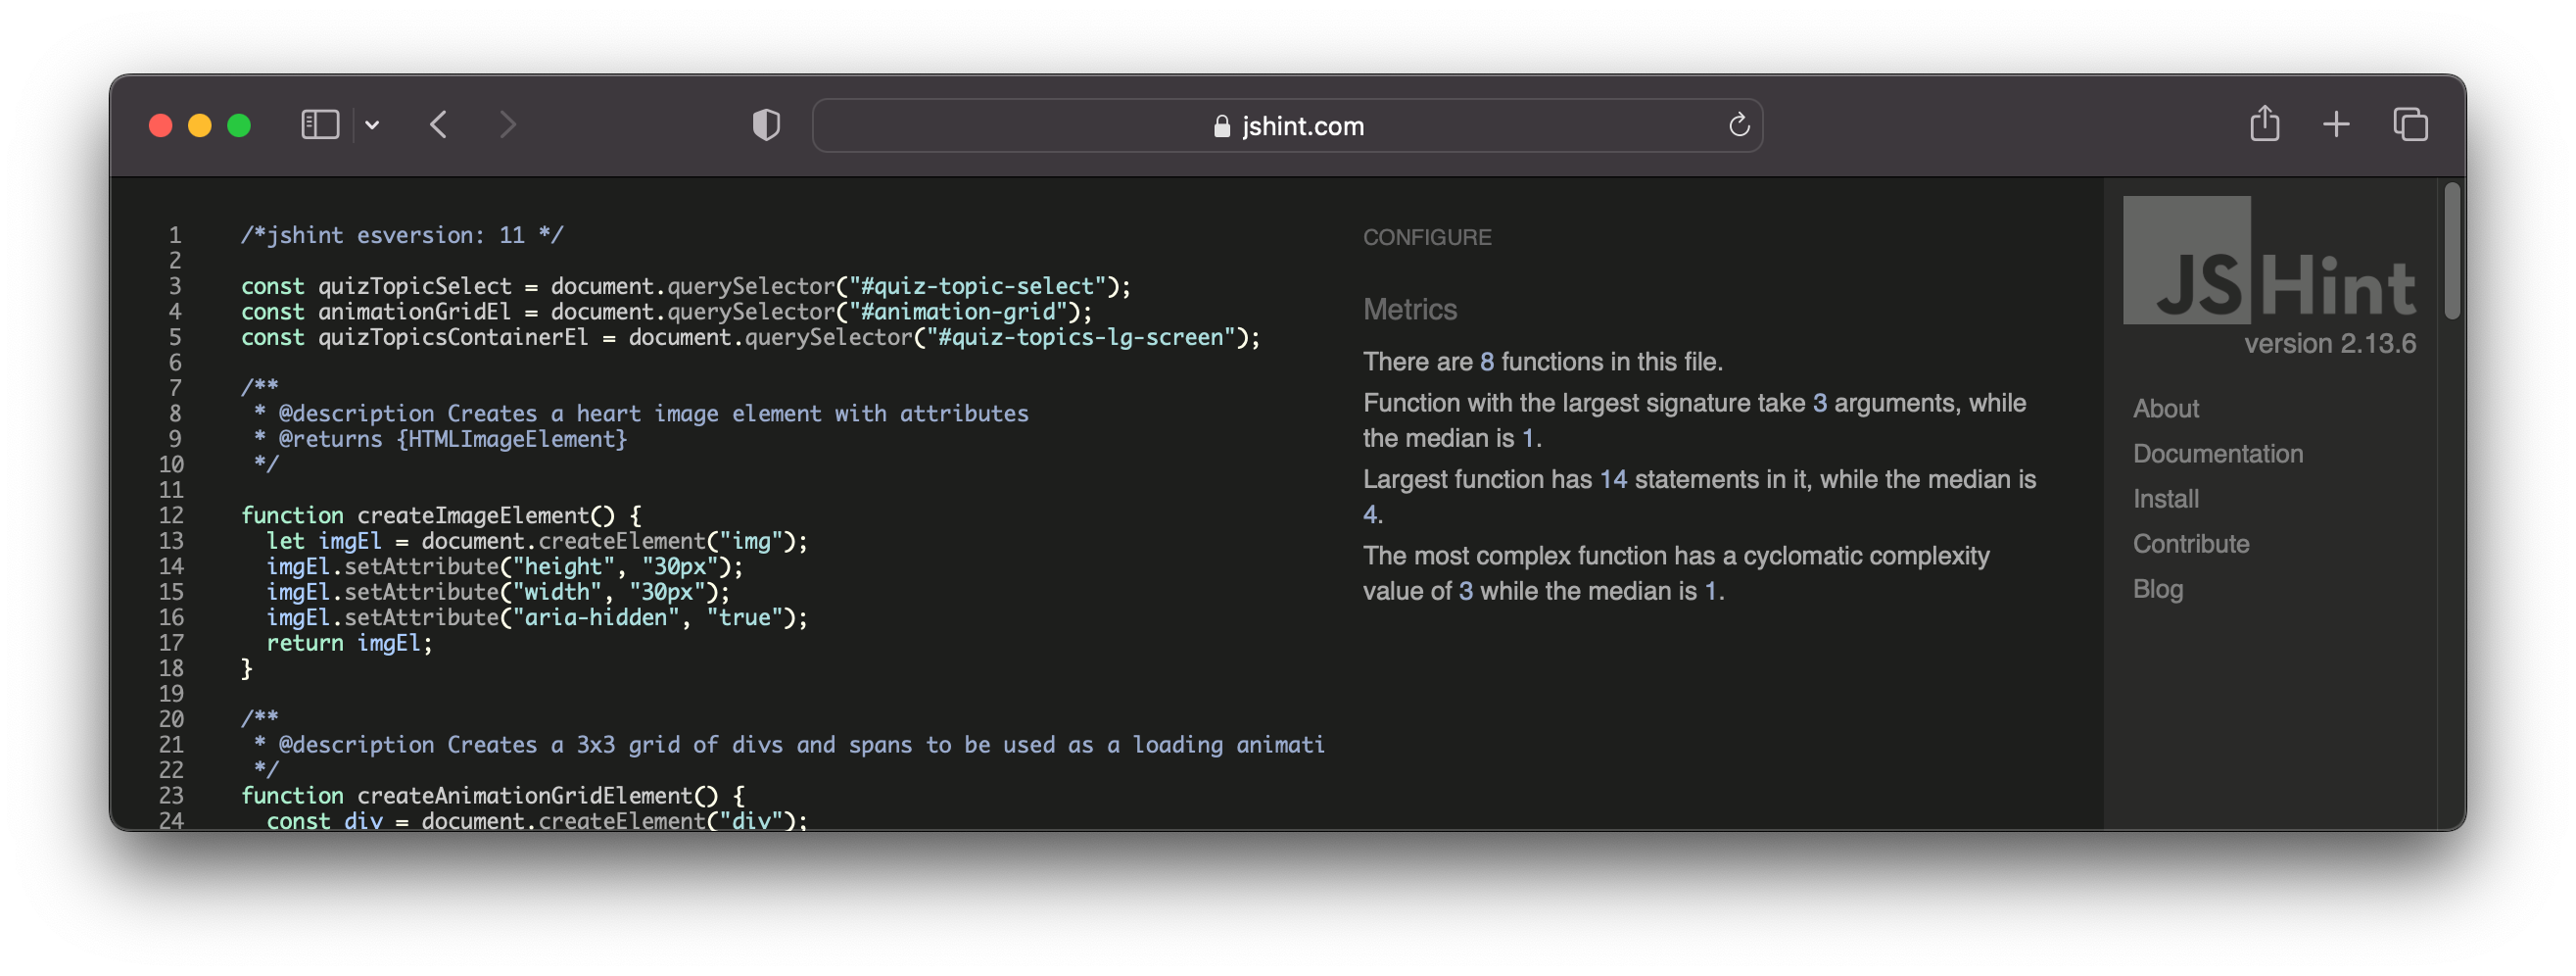 jshint.com
1 /*jshint esversion: 11 */
2
3 const quizTopicSelect = document.querySelector("#quiz-topic-select");
4 const animationGridEl = document.querySelector("#animation-grid");
5 const quizTopicsContainerEl = document.querySelector("#quiz-topics-lg-screen");
6
7 /**
8 * @description Creates a heart image element with attributes
9 * @returns {HTMLImageElement}
10 */
11
12 function createImageElement() {
13 let imgEl = document.createElement("img");
14 imgEl.setAttribute("height", "30px");
15 imgEl.setAttribute("width", "30px");
16 imgEl.setAttribute("aria-hidden", "true");
17 return imgEl;
18 }
19
20 /**
21 * @description Creates a 3x3 grid of divs and spans to be used as a loading animati
22 */
23 function createAnimationGridElement() {
24 const div = document.createElement("div");
CONFIGURE
Metrics
There are 8 functions in this file.
Function with the largest signature take 3 arguments, while
the median is 1.
Largest function has 14 statements in it, while the median is
4.
The most complex function has a cyclomatic complexity
value of 3 while the median is 1.
JSHint
version 2.13.6
About
Documentation
Install
Contribute
Blog